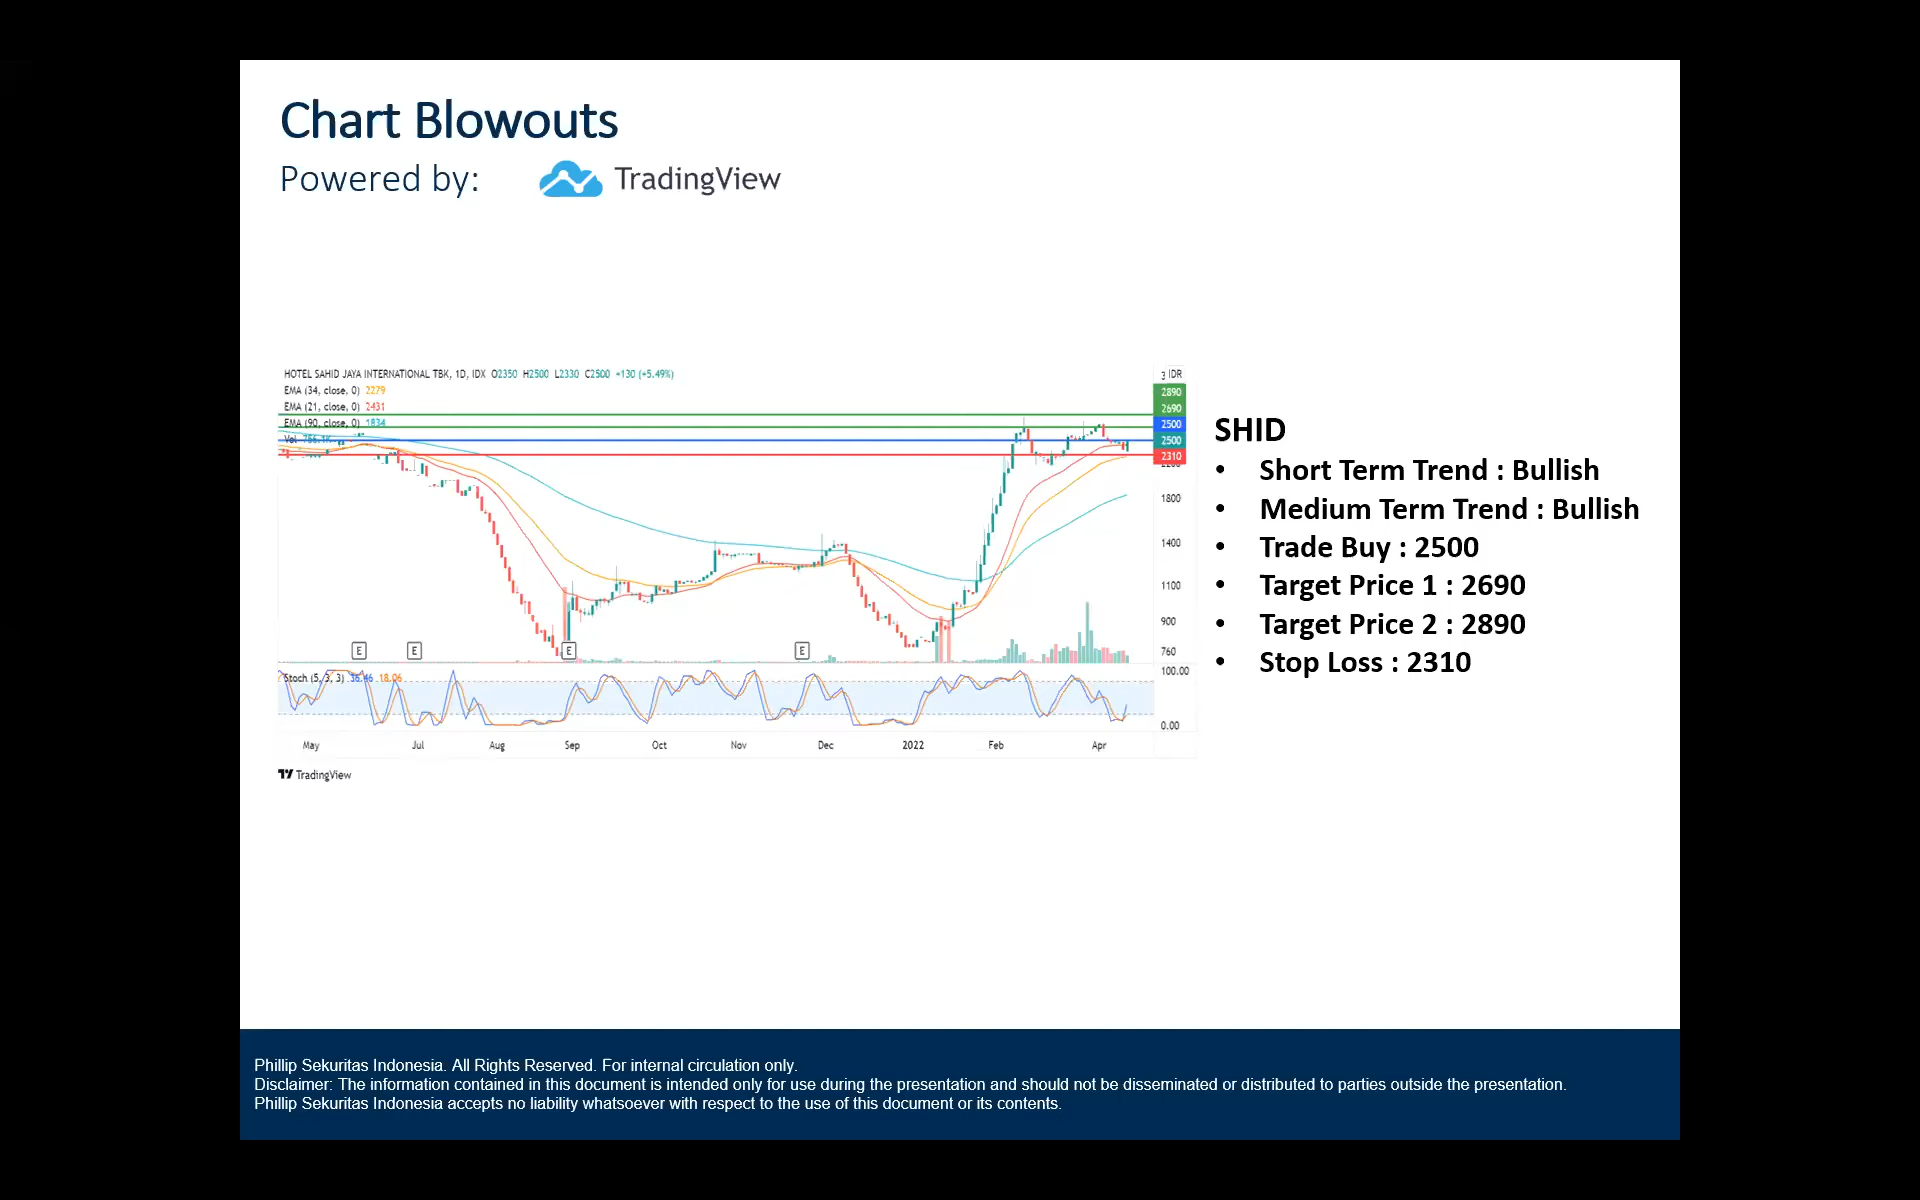 Chart Blowouts
Powered by:
TradingView
HOTEL SAHID JAYA INTERNATIONAL TBK, 1D, IDX O2350 H2500 L2330 C2500 +130 (+5.49%)
EMA (34, close, 0) 2279
EMA (21, close, 0) 2431
EMA (90, close, 0) 1834
Vol
3 IDR
2890
2690
2500
2500
2310
1800
1400
1100
900
760
E E E E
Stoch (5, 3, 3) 36.46 18.06
100.00
0.00
May Jul Aug Sep Oct Nov Dec 2022 Feb Apr
TradingView
SHID
• Short Term Trend : Bullish
• Medium Term Trend : Bullish
• Trade Buy : 2500
• Target Price 1 : 2690
• Target Price 2 : 2890
• Stop Loss : 2310
Phillip Sekuritas Indonesia. All Rights Reserved. For internal circulation only.
Disclaimer: The information contained in this document is intended only for use during the presentation and should not be disseminated or distributed to parties outside the presentation.
Phillip Sekuritas Indonesia accepts no liability whatsoever with respect to the use of this document or its contents.